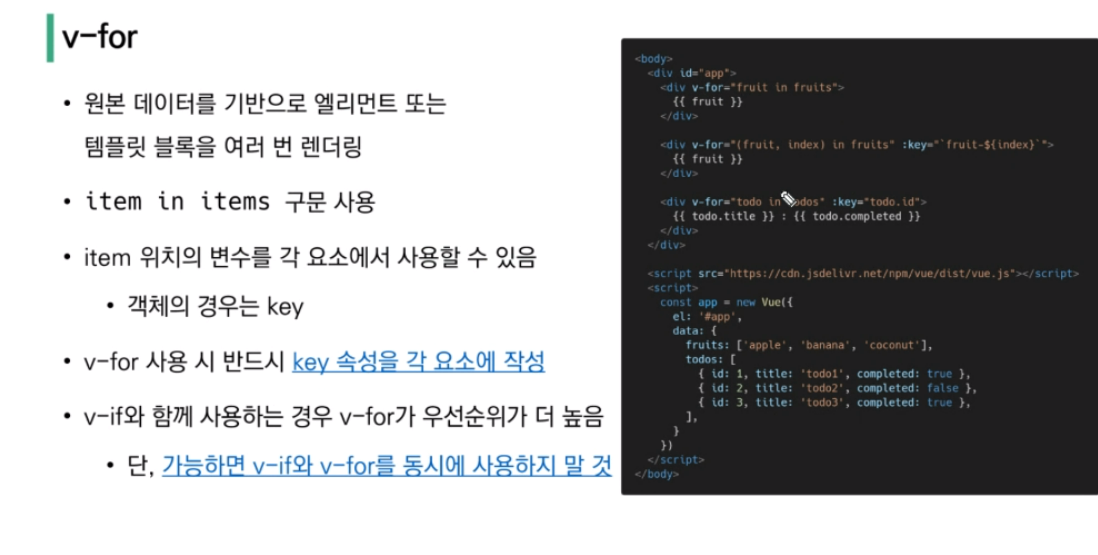 v-for
• 원본 데이터를 기반으로 엘리먼트 또는
템플릿 블록을 여러 번 렌더링
• item in items 구문 사용
• item 위치의 변수를 각 요소에서 사용할 수 있음
• 객체의 경우는 key
• v-for 사용 시 반드시 key 속성을 각 요소에 작성
• v-if와 함께 사용하는 경우 v-for가 우선순위가 더 높음
• 단, 가능하면 v-if와 v-for를 동시에 사용하지 말 것
<body>
  <div id="app">
    <div v-for="fruit in fruits">
      {{ fruit }}
    </div>
    <div v-for="(fruit, index) in fruits" :key="`fruit-${index}`">
      {{ fruit }}
    </div>
    <div v-for="todo in todos" :key="todo.id">
      {{ todo.title }} : {{ todo.completed }}
    </div>
  </div>
  <script src="https://cdn.jsdelivr.net/npm/vue/dist/vue.js"></script>
  <script>
    const app = new Vue({
      el: '#app',
      data: {
        fruits: ['apple', 'banana', 'coconut'],
        todos: [
          { id: 1, title: 'todo1', completed: true },
          { id: 2, title: 'todo2', completed: false },
          { id: 3, title: 'todo3', completed: true },
        ],
      }
    })
  </script>
</body>